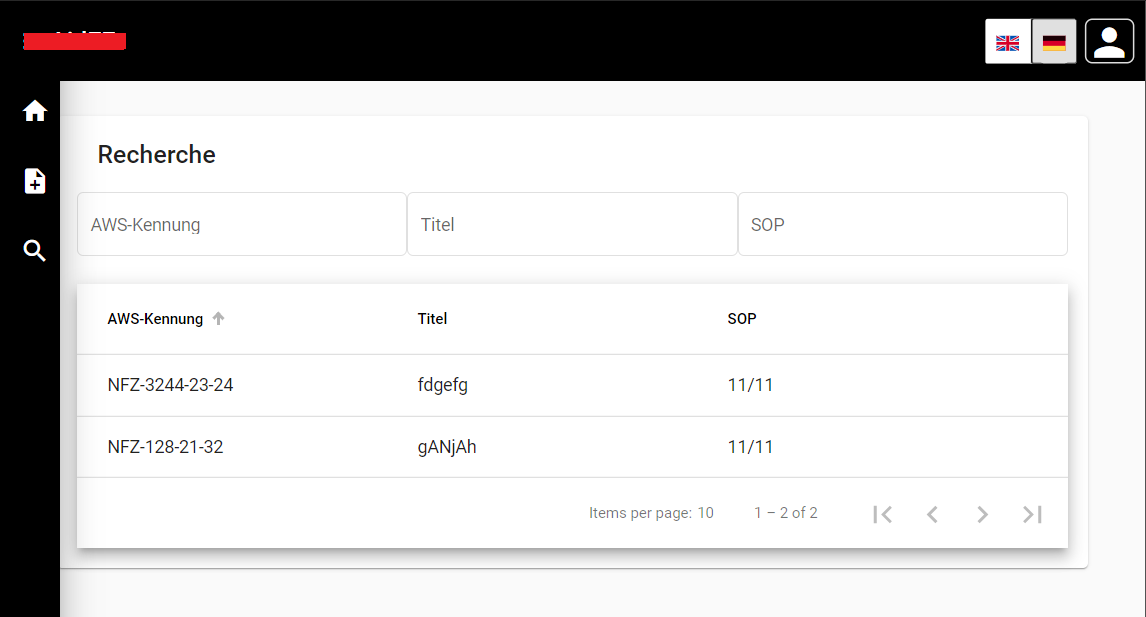 Recherche
AWS-Kennung Titel SOP
AWS-Kennung Titel SOP
NFZ-3244-23-24 fdgefg 11/11
NFZ-128-21-32 gANjAh 11/11
Items per page: 10 1 – 2 of 2